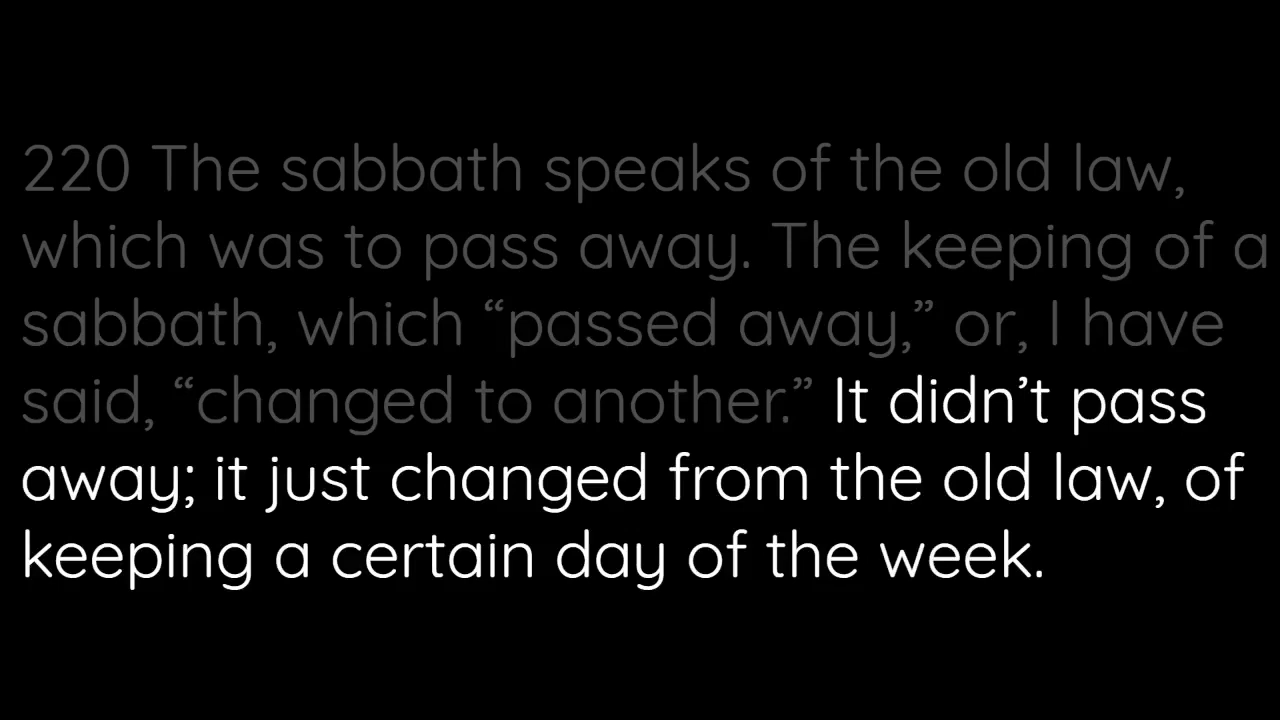 220 The sabbath speaks of the old law,
which was to pass away. The keeping of a
sabbath, which “passed away,” or, I have
said, “changed to another.” It didn’t pass
away; it just changed from the old law, of
keeping a certain day of the week.